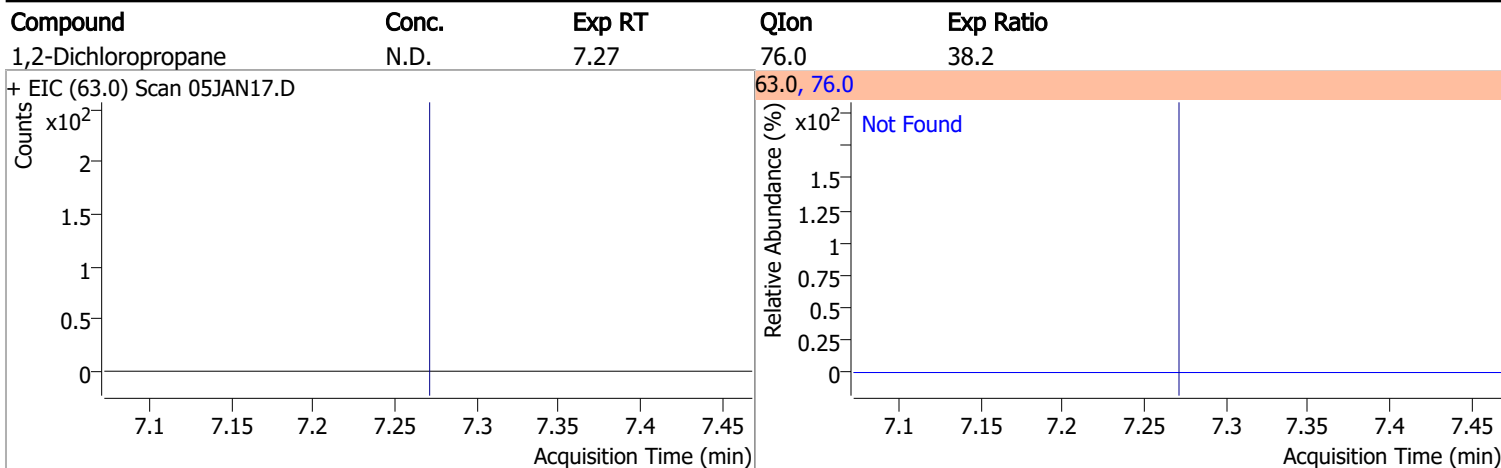 Compound Conc. Exp RT QIon Exp Ratio
1,2-Dichloropropane N.D. 7.27 76.0 38.2
+ EIC (63.0) Scan 05JAN17.D
Counts
x10²
2
1.5
1
0.5
0
7.1 7.15 7.2 7.25 7.3 7.35 7.4 7.45
Acquisition Time (min)
63.0, 76.0
Relative Abundance (%)
x10²
Not Found
1.5
1.25
1
0.75
0.5
0.25
0
7.1 7.15 7.2 7.25 7.3 7.35 7.4 7.45
Acquisition Time (min)